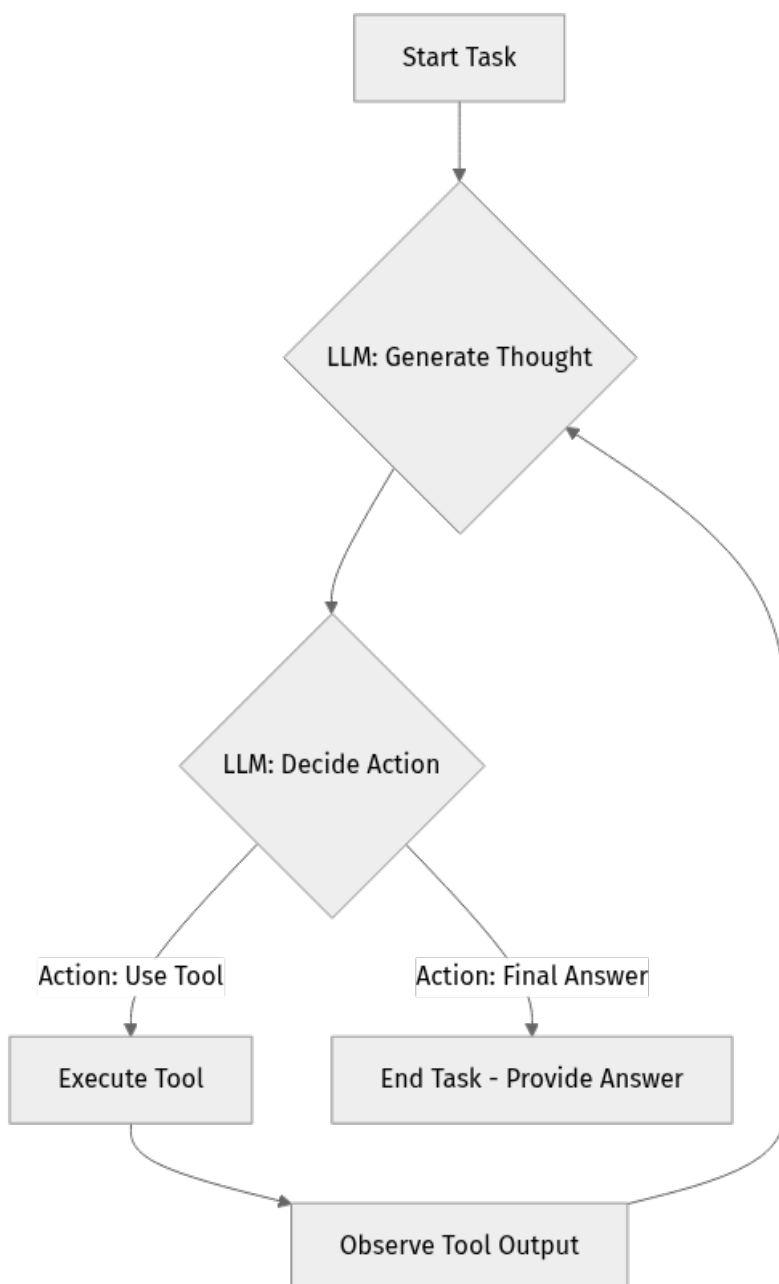 Start Task
LLM: Generate Thought
LLM: Decide Action
Action: Use Tool
Action: Final Answer
Execute Tool
End Task - Provide Answer
Observe Tool Output